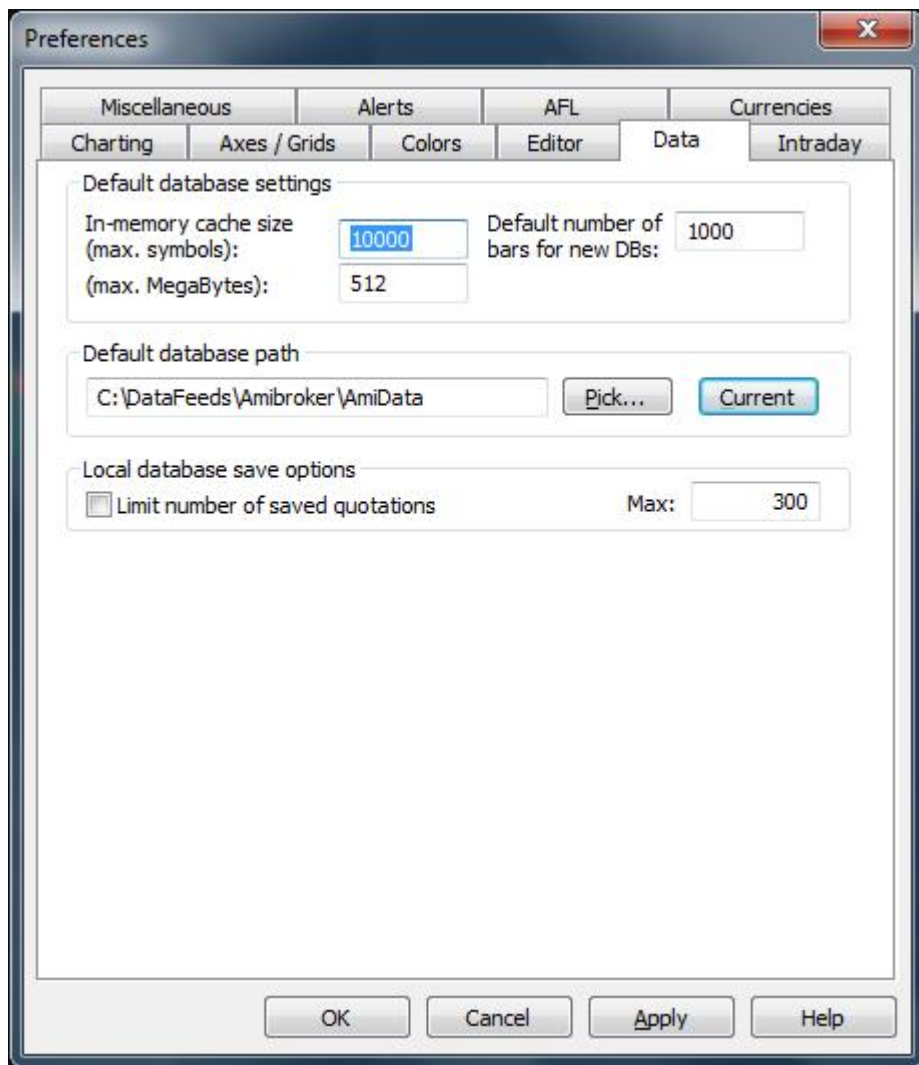 Preferences
Miscellaneous Alerts AFL Currencies
Charting Axes / Grids Colors Editor Data Intraday
Default database settings
In-memory cache size
(max. symbols): 10000
Default number of
bars for new DBs: 1000
(max. MegaBytes): 512
Default database path
C:\DataFeeds\Amibroker\AmiData Pick... Current
Local database save options
Limit number of saved quotations Max: 300
OK Cancel Apply Help